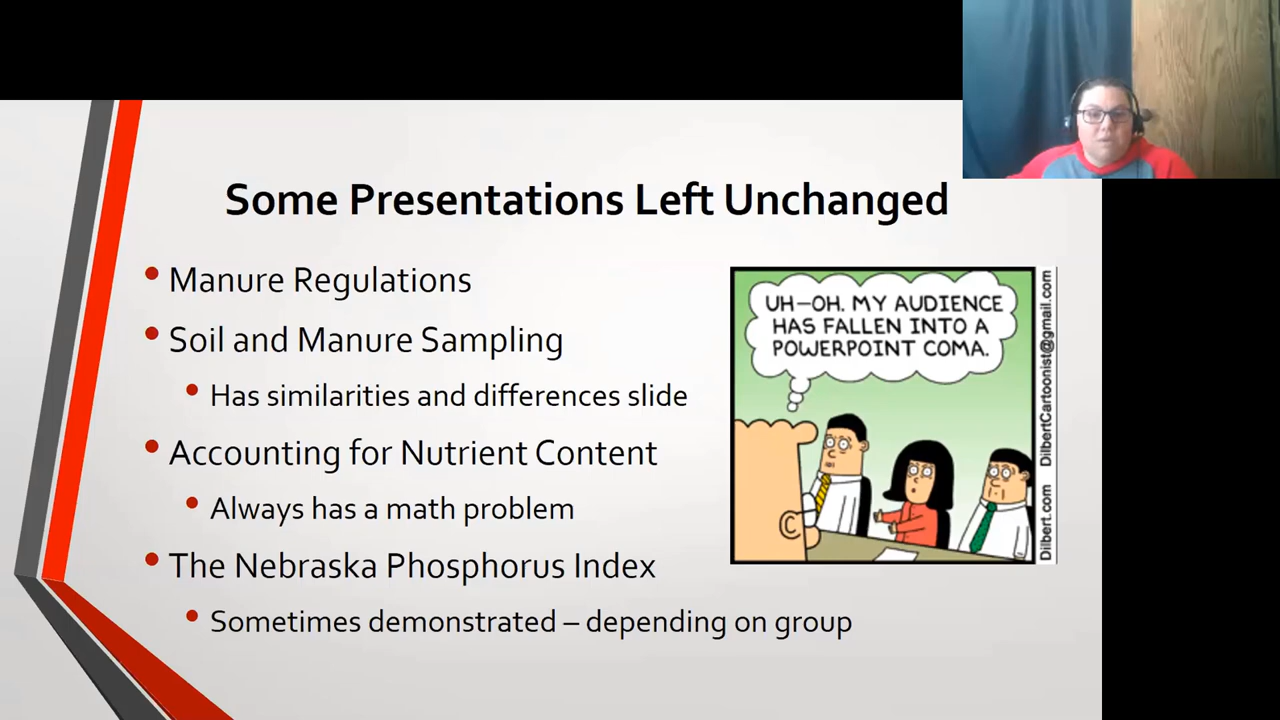 Some Presentations Left Unchanged
• Manure Regulations
• Soil and Manure Sampling
• Has similarities and differences slide
• Accounting for Nutrient Content
• Always has a math problem
• The Nebraska Phosphorus Index
• Sometimes demonstrated – depending on group
UH-OH. MY AUDIENCE
HAS FALLEN INTO A
POWERPOINT COMA.
Dilbert.com DilbertCartoonist@gmail.com